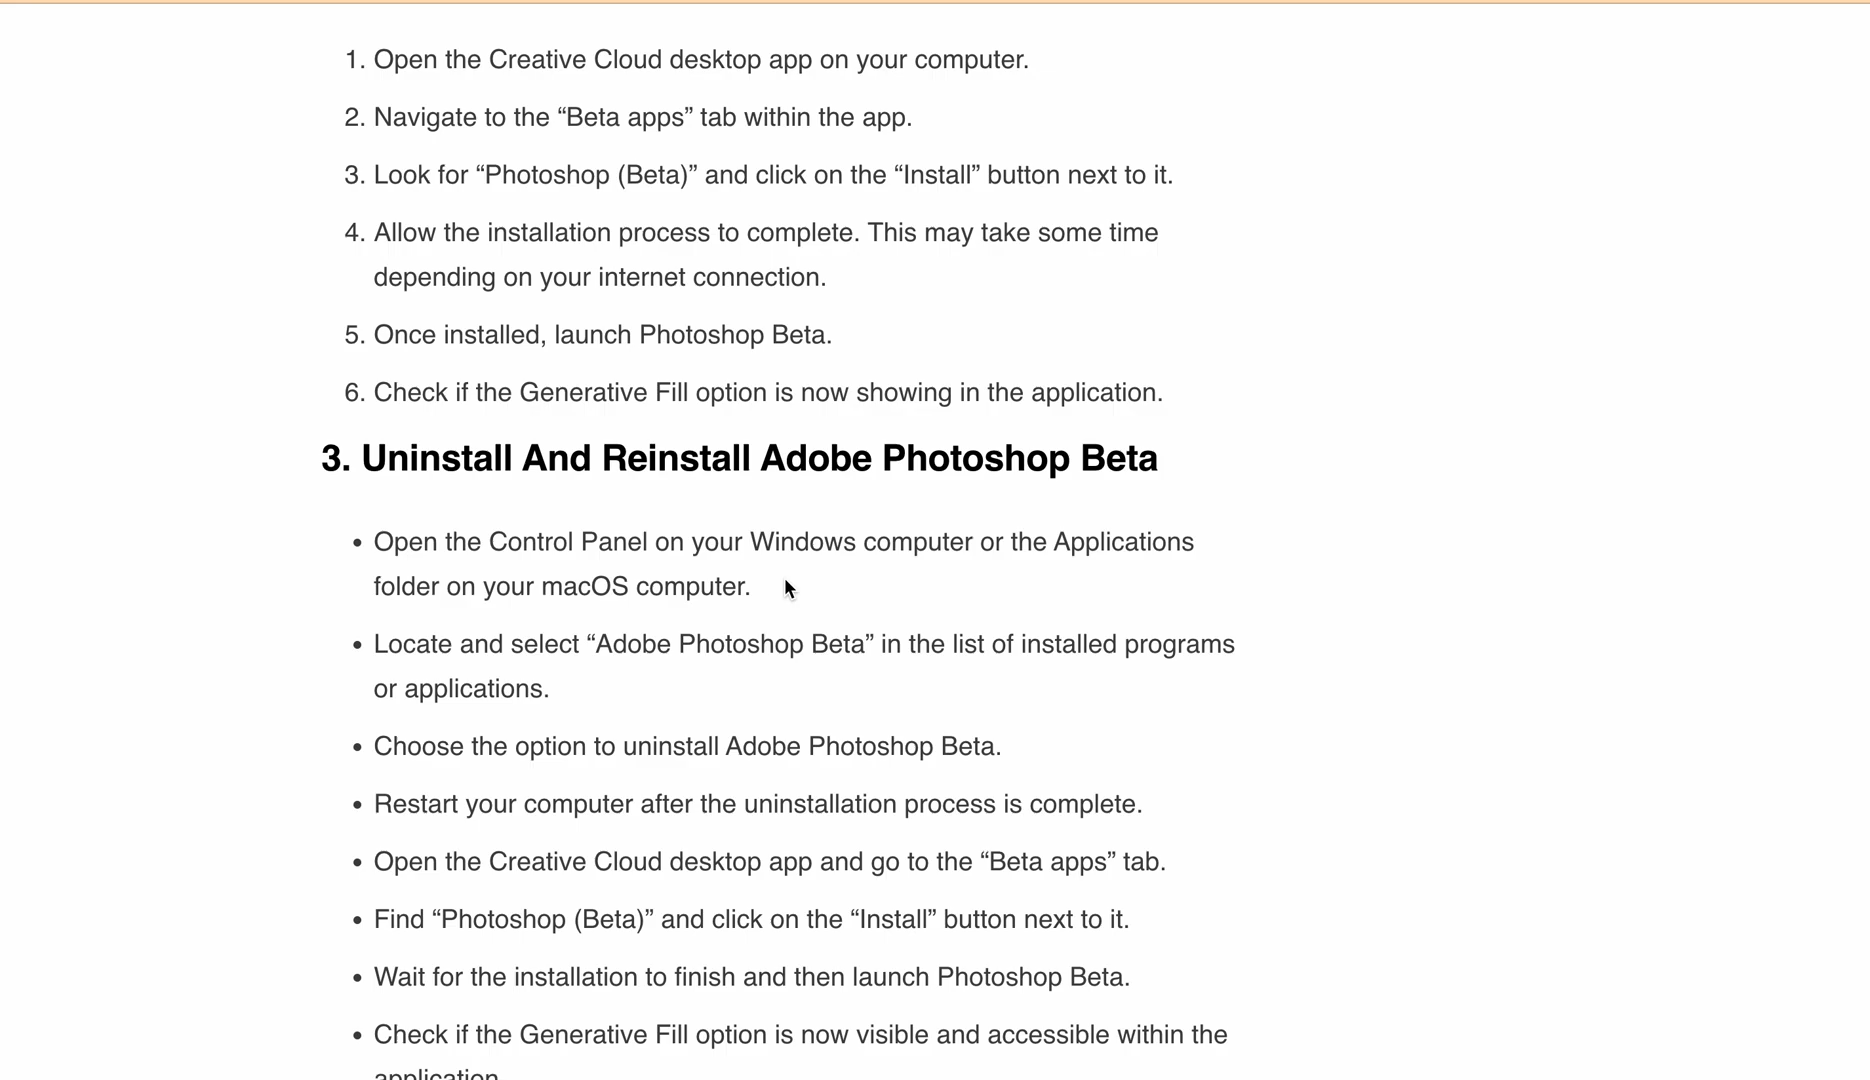 1. Open the Creative Cloud desktop app on your computer.
2. Navigate to the “Beta apps” tab within the app.
3. Look for “Photoshop (Beta)” and click on the “Install” button next to it.
4. Allow the installation process to complete. This may take some time
depending on your internet connection.
5. Once installed, launch Photoshop Beta.
6. Check if the Generative Fill option is now showing in the application.
3. Uninstall And Reinstall Adobe Photoshop Beta
• Open the Control Panel on your Windows computer or the Applications
folder on your macOS computer.
• Locate and select “Adobe Photoshop Beta” in the list of installed programs
or applications.
• Choose the option to uninstall Adobe Photoshop Beta.
• Restart your computer after the uninstallation process is complete.
• Open the Creative Cloud desktop app and go to the “Beta apps” tab.
• Find “Photoshop (Beta)” and click on the “Install” button next to it.
• Wait for the installation to finish and then launch Photoshop Beta.
• Check if the Generative Fill option is now visible and accessible within the
application.